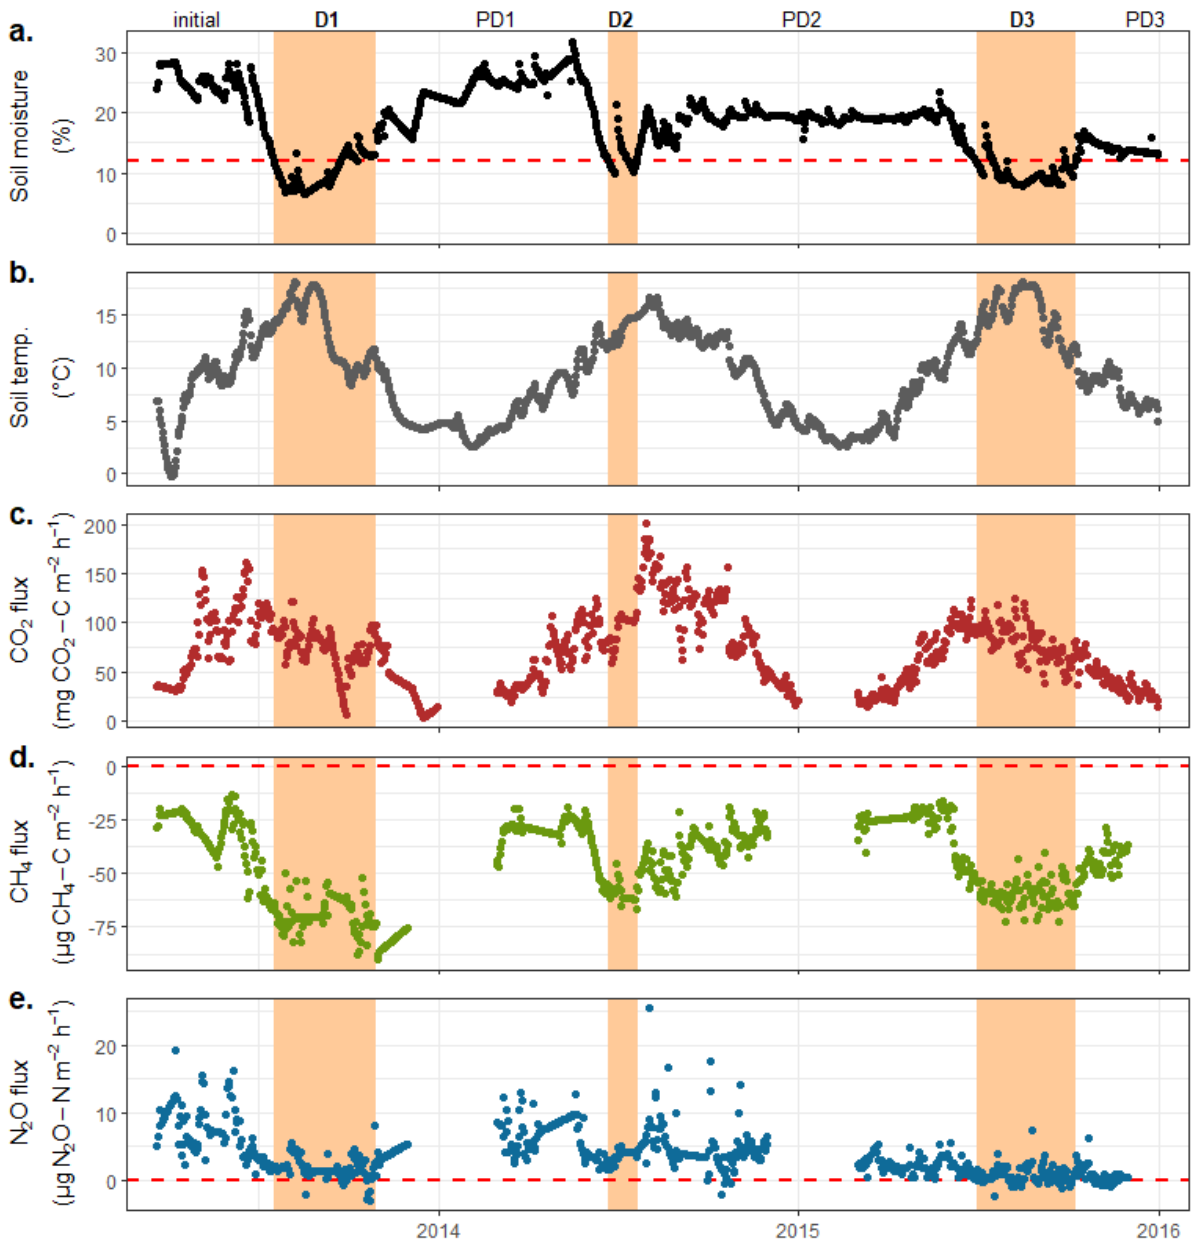 initial D1 PD1 D2 PD2 D3 PD3
a.
Soil moisture
(%)
30
20
10
0
b.
Soil temp.
(°C)
15
10
5
0
c.
CO₂ flux
(mg CO₂−C m⁻² h⁻¹)
200
150
100
50
0
d.
CH₄ flux
(µg CH₄−C m⁻² h⁻¹)
0
-25
-50
-75
e.
N₂O flux
(µg N₂O−N m⁻² h⁻¹)
20
10
0
2014 2015 2016